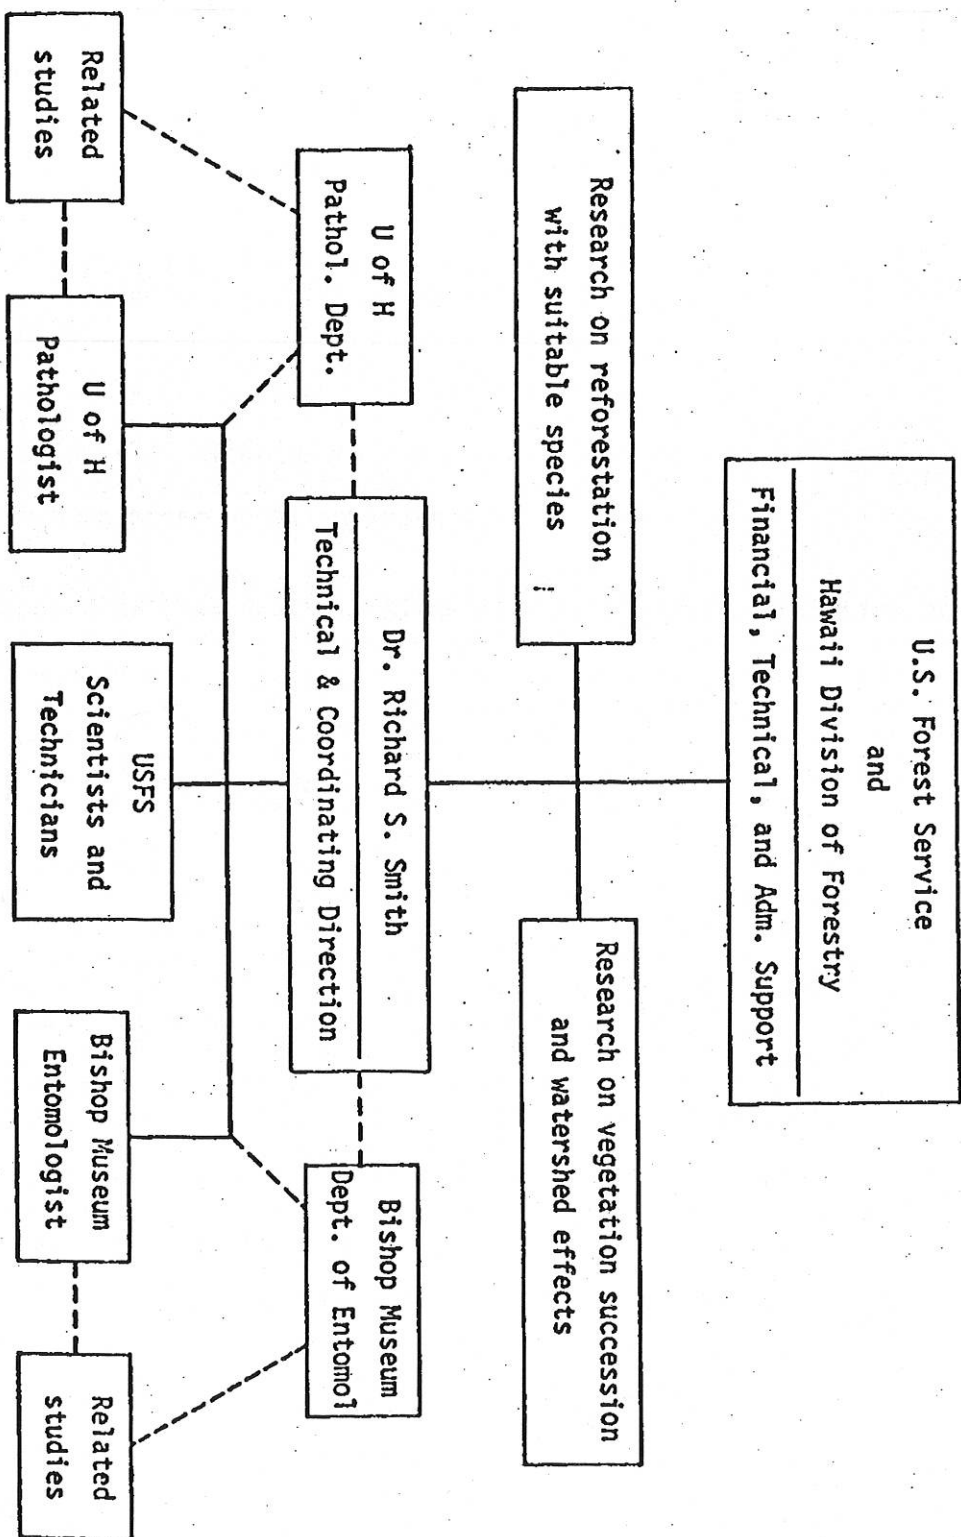 U.S. Forest Service
and
Hawaii Division of Forestry
Financial, Technical, and Adm. Support
Research on reforestation
with suitable species
Research on vegetation succession
and watershed effects
U of H
Pathol. Dept.
Dr. Richard S. Smith
Technical & Coordinating Direction
Bishop Museum
Dept. of Entomol
Related
studies
U of H
Pathologist
USFS
Scientists and
Technicians
Bishop Museum
Entomologist
Related
studies